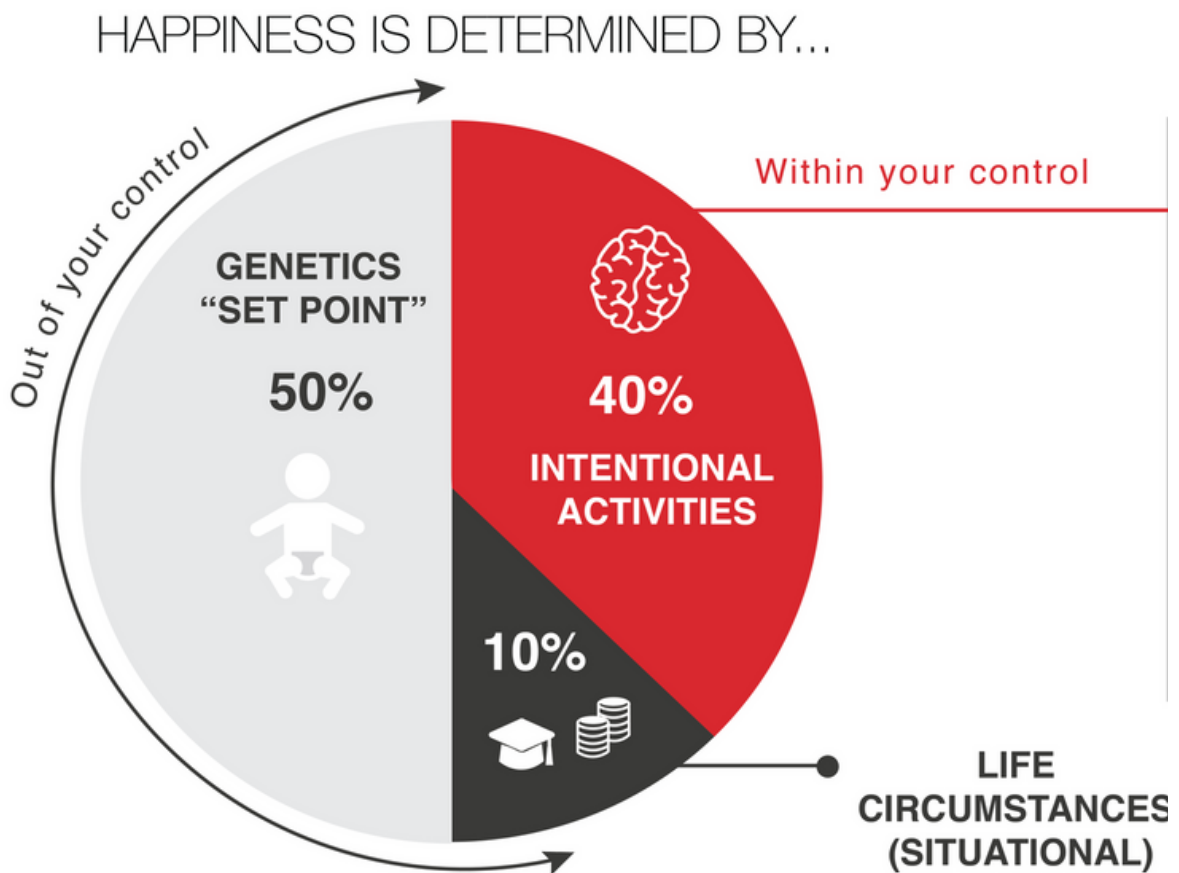 HAPPINESS IS DETERMINED BY...
Out of your control
Within your control
GENETICS
“SET POINT”
50%
40%
INTENTIONAL
ACTIVITIES
10%
LIFE
CIRCUMSTANCES
(SITUATIONAL)